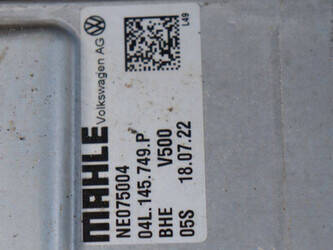 Volkswagen AG
L49
MAHLE
NE075004
04L.145.749.P
BHE V500
05S 18.07.22